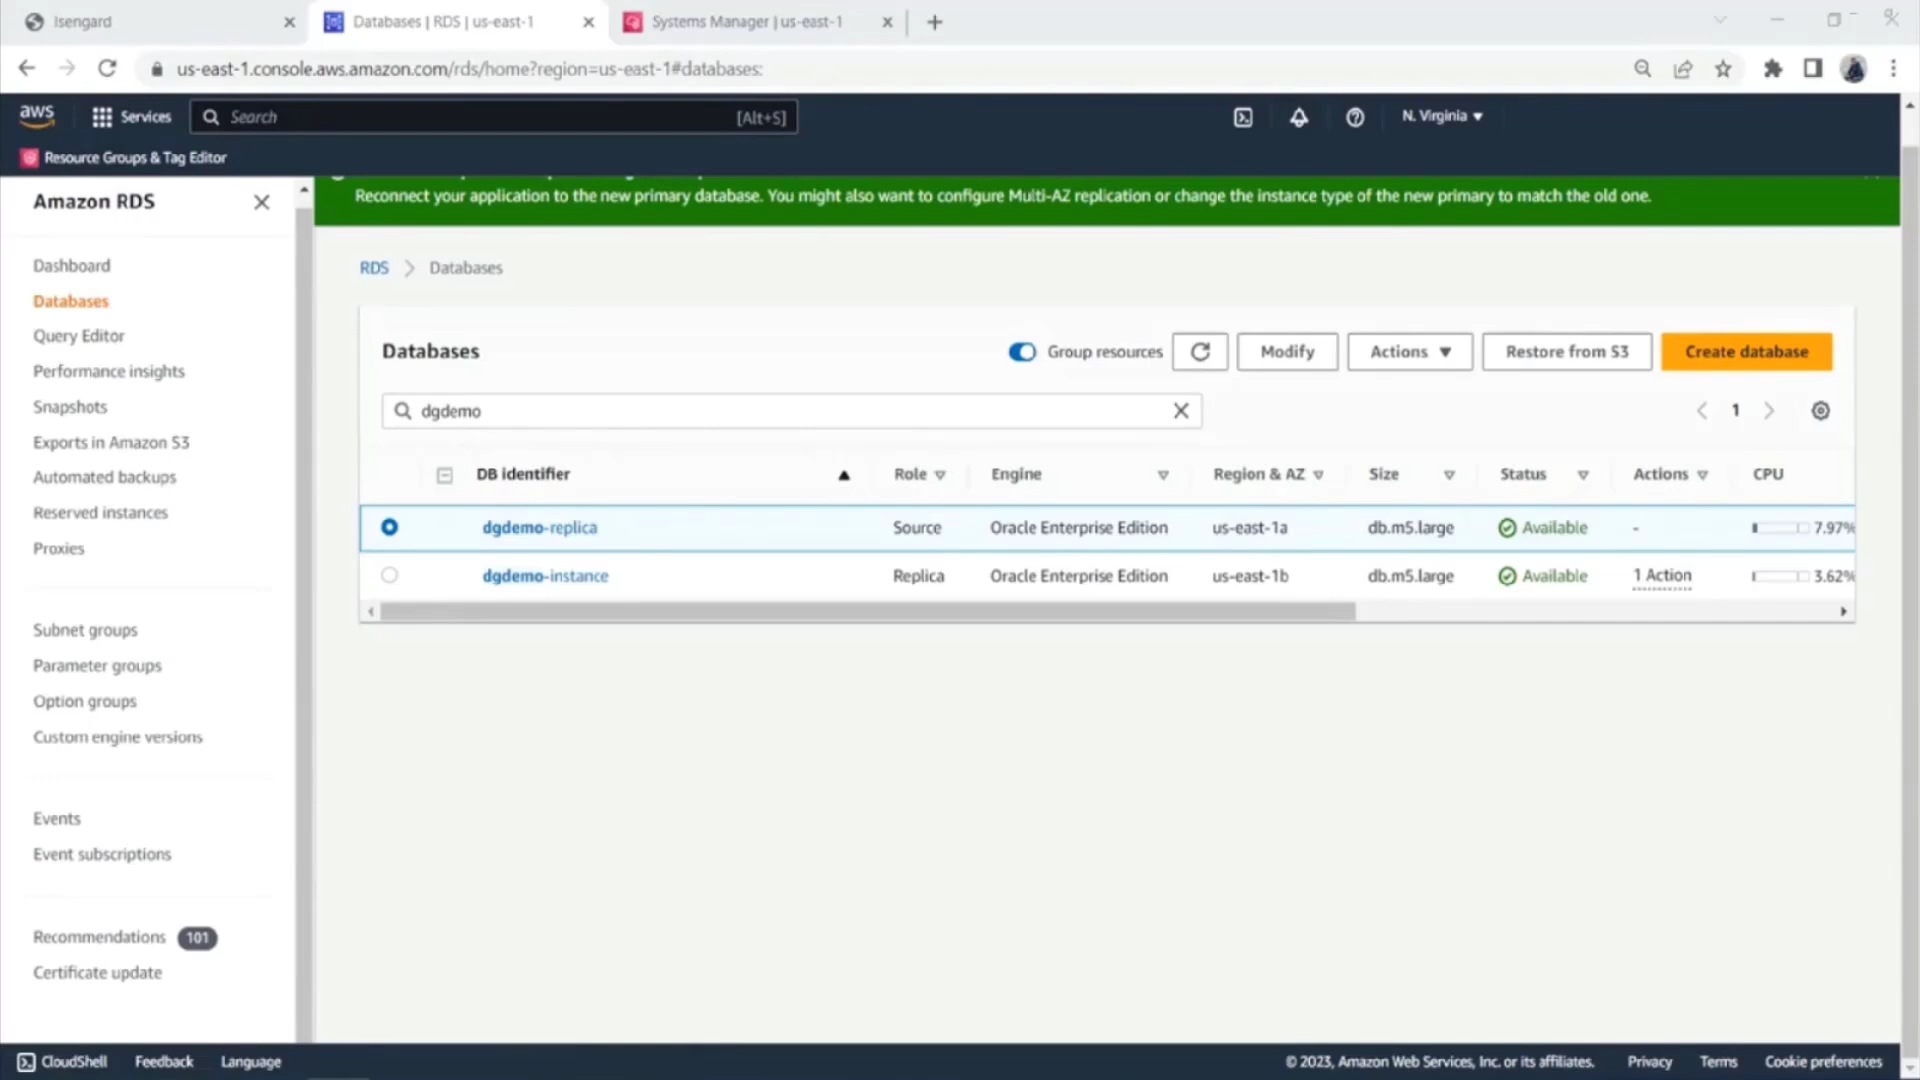 Isengard
Databases | RDS | us-east-1
Systems Manager | us-east-1
us-east-1.console.aws.amazon.com/rds/home?region=us-east-1#databases:
aws
Services
Search
[Alt+S]
N. Virginia
Resource Groups & Tag Editor
Amazon RDS
Dashboard
Databases
Query Editor
Performance insights
Snapshots
Exports in Amazon S3
Automated backups
Reserved instances
Proxies
Subnet groups
Parameter groups
Option groups
Custom engine versions
Events
Event subscriptions
Recommendations 101
Certificate update
Reconnect your application to the new primary database. You might also want to configure Multi-AZ replication or change the instance type of the new primary to match the old one.
RDS > Databases
Databases
Group resources
Modify
Actions
Restore from S3
Create database
dgdemo
1
DB identifier Role Engine Region & AZ Size Status Actions CPU
dgdemo-replica Source Oracle Enterprise Edition us-east-1a db.m5.large Available - 7.97%
dgdemo-instance Replica Oracle Enterprise Edition us-east-1b db.m5.large Available 1 Action 3.62%
CloudShell Feedback Language
© 2023, Amazon Web Services, Inc. or its affiliates. Privacy Terms Cookie preferences